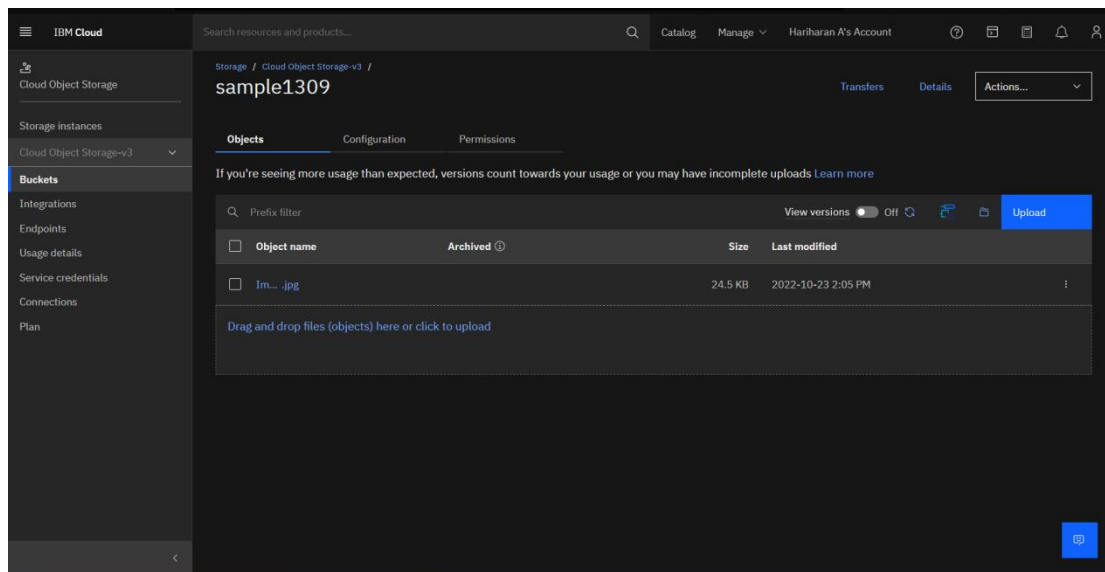 IBM Cloud
Search resources and products...
Catalog
Manage
Hariharan A's Account
Cloud Object Storage
Storage instances
Cloud Object Storage-v3
Buckets
Integrations
Endpoints
Usage details
Service credentials
Connections
Plan
Storage / Cloud Object Storage-v3 /
sample1309
Transfers
Details
Actions...
Objects
Configuration
Permissions
If you're seeing more usage than expected, versions count towards your usage or you may have incomplete uploads Learn more
Prefix filter
View versions
Off
Upload
Object name
Archived
Size
Last modified
Im... .jpg
24.5 KB
2022-10-23 2:05 PM
Drag and drop files (objects) here or click to upload